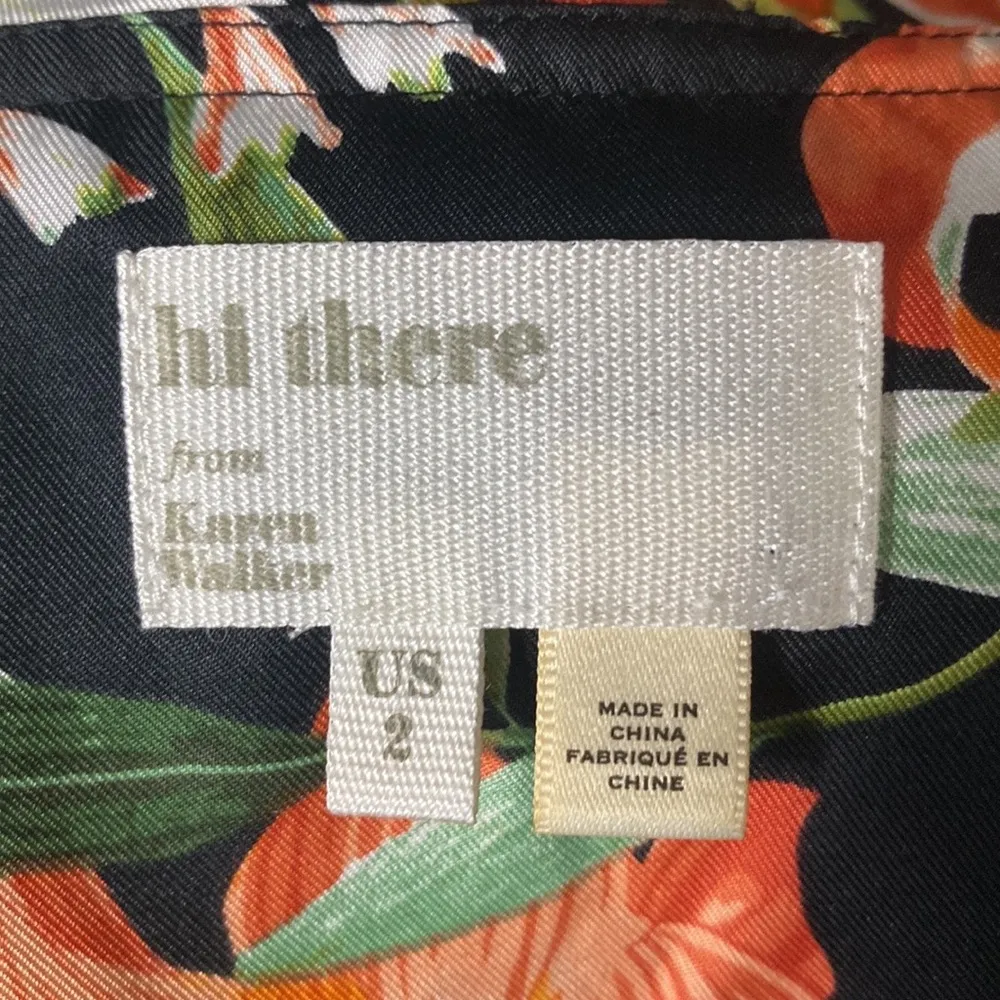 hi there
from
Karen
Walker
US
2
MADE IN
CHINA
FABRIQUÉ EN
CHINE